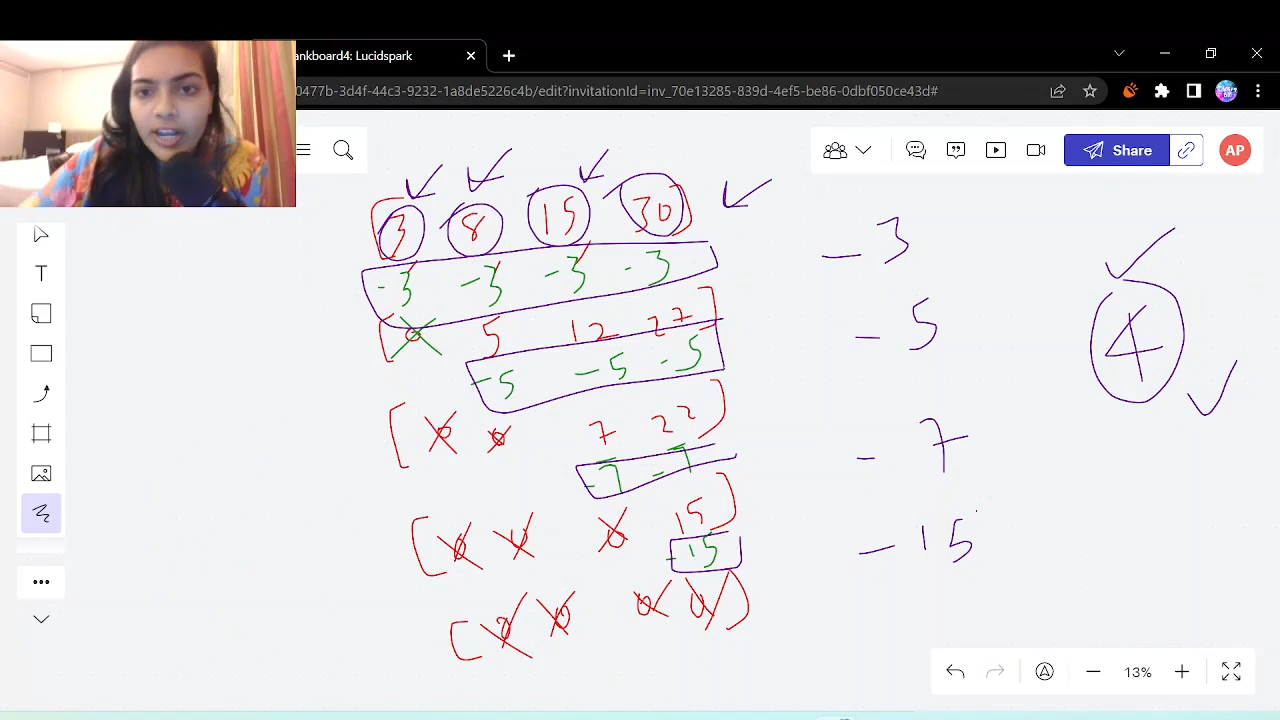 ankboard4: Lucidspark
0477b-3d4f-44c3-9232-1a8de5226c4b/edit?invitationId=inv_70e13285-839d-4ef5-be86-0dbf050ce43d#
Share
AP
T
[3 8 15 30]
-3 -3 -3 -3
[0 5 12 27]
-5 -5 -5
[0 0 7 22]
-7 -7
[0 0 0 15]
-15
[0 0 0 0]
-3
-5
-7
-15
4
13%